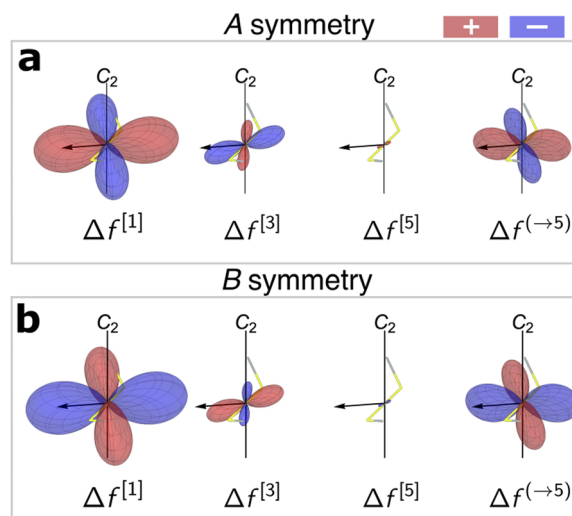 A symmetry
+ −
a
C₂ C₂ C₂ C₂
Δf^[1] Δf^[3] Δf^[5] Δf^(→5)
B symmetry
b
C₂ C₂ C₂ C₂
Δf^[1] Δf^[3] Δf^[5] Δf^(→5)